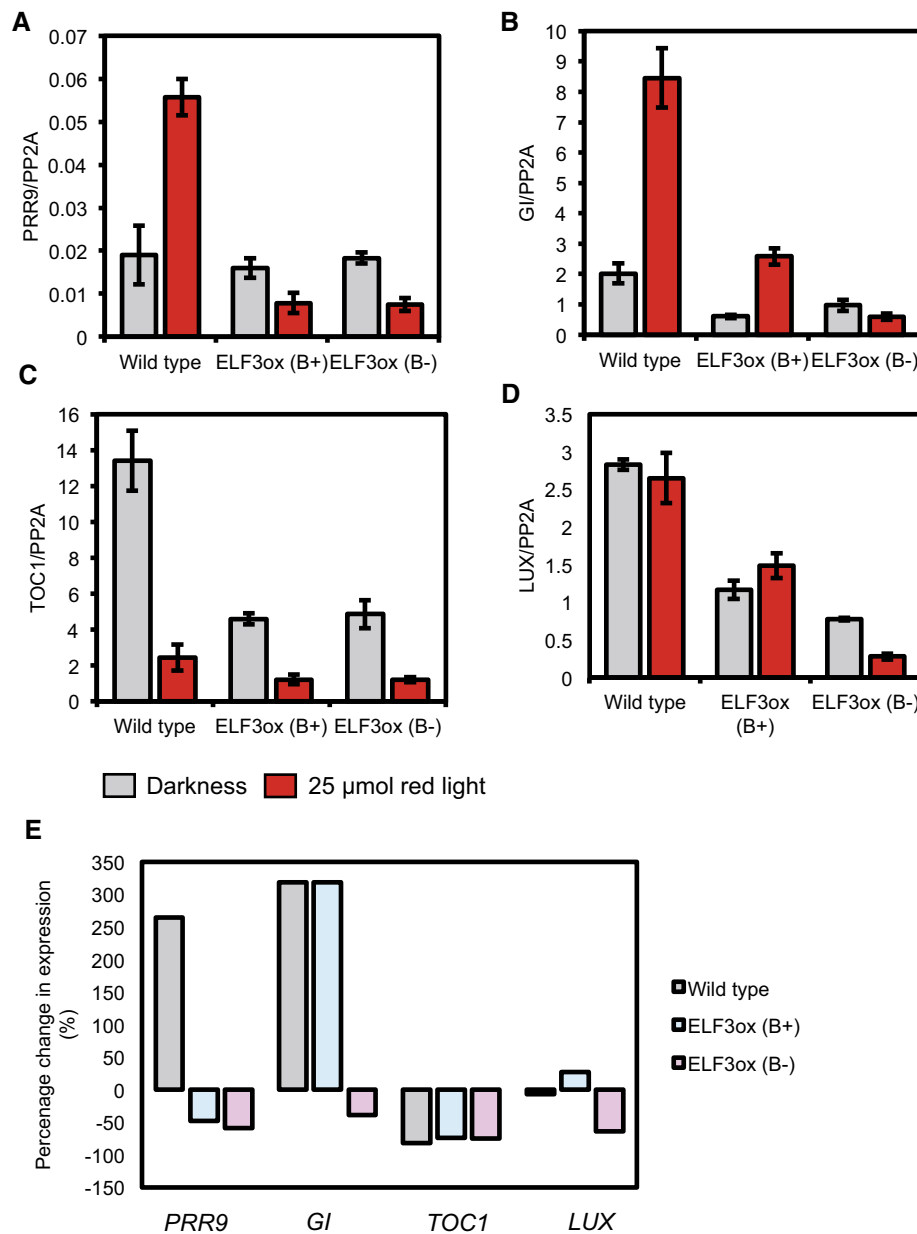 A
PRR9/PP2A
0.07
0.06
0.05
0.04
0.03
0.02
0.01
0
Wild type ELF3ox (B+) ELF3ox (B-)
B
GI/PP2A
10
9
8
7
6
5
4
3
2
1
0
Wild type ELF3ox (B+) ELF3ox (B-)
C
TOC1/PP2A
16
14
12
10
8
6
4
2
0
Wild type ELF3ox (B+) ELF3ox (B-)
D
LUX/PP2A
3.5
3
2.5
2
1.5
1
0.5
0
Wild type ELF3ox (B+) ELF3ox (B-)
Darkness 25 µmol red light
E
Percenage change in expression
(%)
350
300
250
200
150
100
50
0
-50
-100
-150
PRR9 GI TOC1 LUX
Wild type
ELF3ox (B+)
ELF3ox (B-)